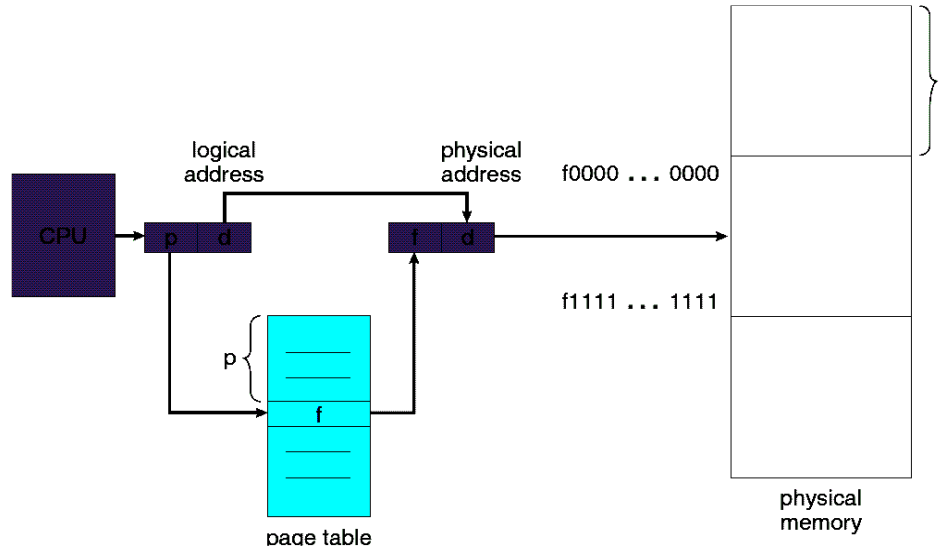 logical
address
physical
address
f0000 ... 0000
CPU
p
d
f
d
f1111 ... 1111
p
f
page table
physical
memory